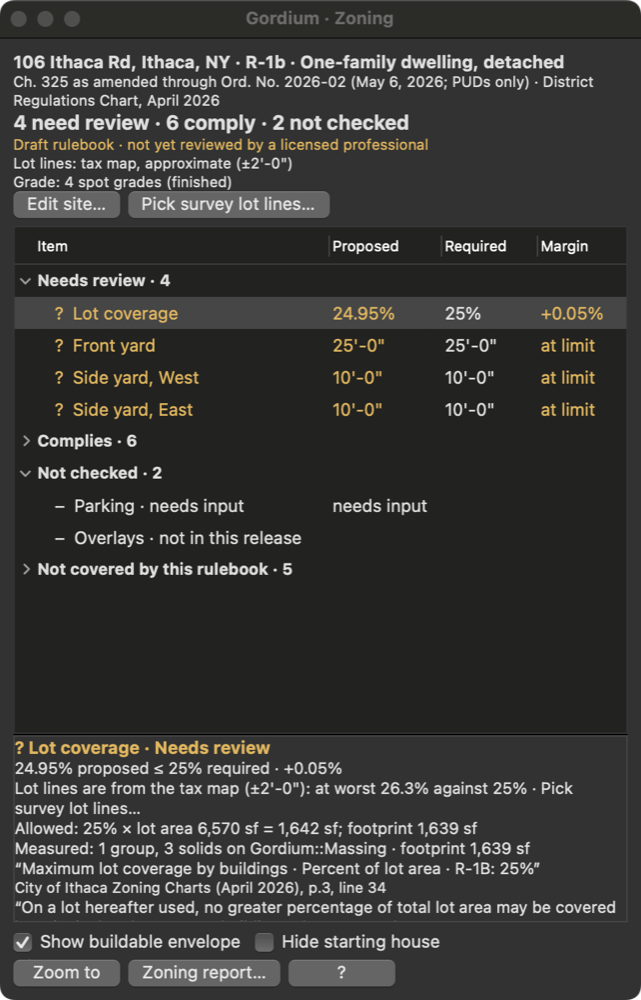 Gordium · Zoning
106 Ithaca Rd, Ithaca, NY · R-1b · One-family dwelling, detached
Ch. 325 as amended through Ord. No. 2026-02 (May 6, 2026; PUDs only) · District
Regulations Chart, April 2026
4 need review · 6 comply · 2 not checked
Draft rulebook · not yet reviewed by a licensed professional
Lot lines: tax map, approximate (±2'-0")
Grade: 4 spot grades (finished)
Edit site... Pick survey lot lines...
Item Proposed Required Margin
Needs review · 4
? Lot coverage 24.95% 25% +0.05%
? Front yard 25'-0" 25'-0" at limit
? Side yard, West 10'-0" 10'-0" at limit
? Side yard, East 10'-0" 10'-0" at limit
Complies · 6
Not checked · 2
– Parking · needs input needs input
– Overlays · not in this release
Not covered by this rulebook · 5
? Lot coverage · Needs review
24.95% proposed ≤ 25% required · +0.05%
Lot lines are from the tax map (±2'-0"): at worst 26.3% against 25% · Pick
survey lot lines...
Allowed: 25% × lot area 6,570 sf = 1,642 sf; footprint 1,639 sf
Measured: 1 group, 3 solids on Gordium::Massing · footprint 1,639 sf
“Maximum lot coverage by buildings · Percent of lot area · R-1B: 25%”
City of Ithaca Zoning Charts (April 2026), p.3, line 34
“On a lot hereafter used, no greater percentage of total lot area may be covered
Show buildable envelope Hide starting house
Zoom to Zoning report... ?